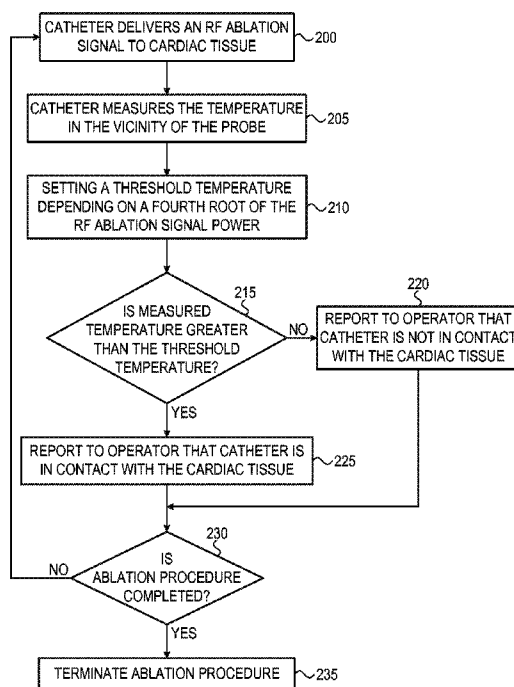 CATHETER DELIVERS AN RF ABLATION
SIGNAL TO CARDIAC TISSUE
200
CATHETER MEASURES THE TEMPERATURE
IN THE VICINITY OF THE PROBE
205
SETTING A THRESHOLD TEMPERATURE
DEPENDING ON A FOURTH ROOT OF THE
RF ABLATION SIGNAL POWER
210
215
IS MEASURED
TEMPERATURE GREATER
THAN THE THRESHOLD
TEMPERATURE?
NO
220
REPORT TO OPERATOR THAT
CATHETER IS NOT IN CONTACT
WITH THE CARDIAC TISSUE
YES
REPORT TO OPERATOR THAT CATHETER IS
IN CONTACT WITH THE CARDIAC TISSUE
225
230
NO
IS
ABLATION PROCEDURE
COMPLETED?
YES
TERMINATE ABLATION PROCEDURE
235